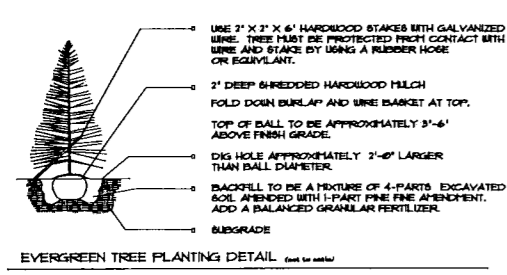 USE 2" X 2" X 6' HARDWOOD STAKES WITH GALVANIZED
WIRE. TREE MUST BE PROTECTED FROM CONTACT WITH
WIRE AND STAKE BY USING A RUBBER HOSE
OR EQUIVILANT.
2" DEEP SHREDDED HARDWOOD MULCH
FOLD DOWN BURLAP AND WIRE BASKET AT TOP.
TOP OF BALL TO BE APPROXIMATELY 3"-6"
ABOVE FINISH GRADE.
DIG HOLE APPROXIMATELY 2'-0" LARGER
THAN BALL DIAMETER
BACKFILL TO BE A MIXTURE OF 4-PARTS EXCAVATED
SOIL AMENDED WITH 1-PART PINE FINE AMENDMENT.
ADD A BALANCED GRANULAR FERTILIZER
SUBGRADE
EVERGREEN TREE PLANTING DETAIL (not to scale)